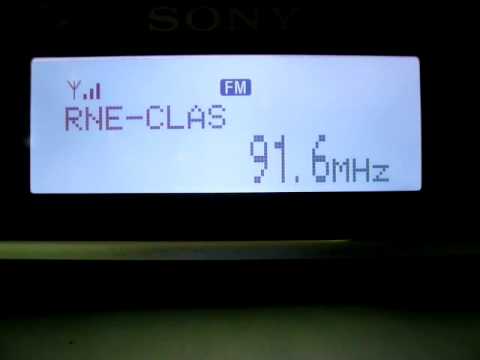 SONY
FM
RNE-CLAS
91.6MHz